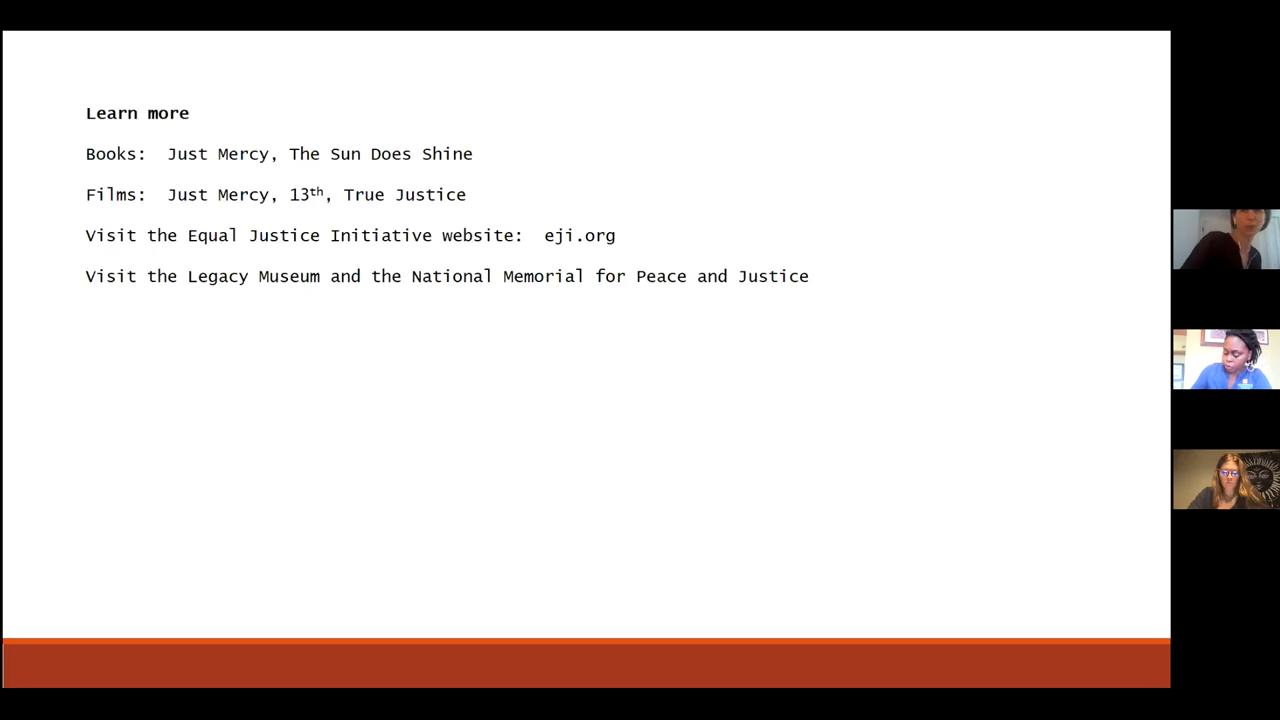 Learn more
Books: Just Mercy, The Sun Does Shine
Films: Just Mercy, 13th, True Justice
Visit the Equal Justice Initiative website: eji.org
Visit the Legacy Museum and the National Memorial for Peace and Justice